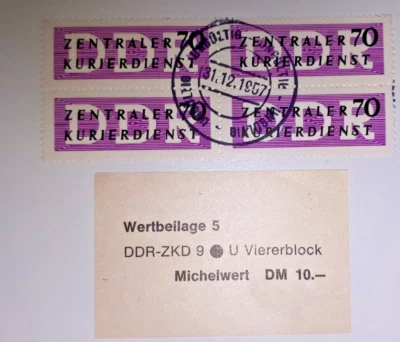 DDR ZENTRALER KURIERDIENST 70
DDR ZENTRALER KURIERDIENST 70
DDR ZENTRALER KURIERDIENST 70
DDR ZENTRALER KURIERDIENST 70
31.12.1957
Wertbeilage 5
DDR-ZKD 9 ● U Viererblock
Michelwert DM 10.—